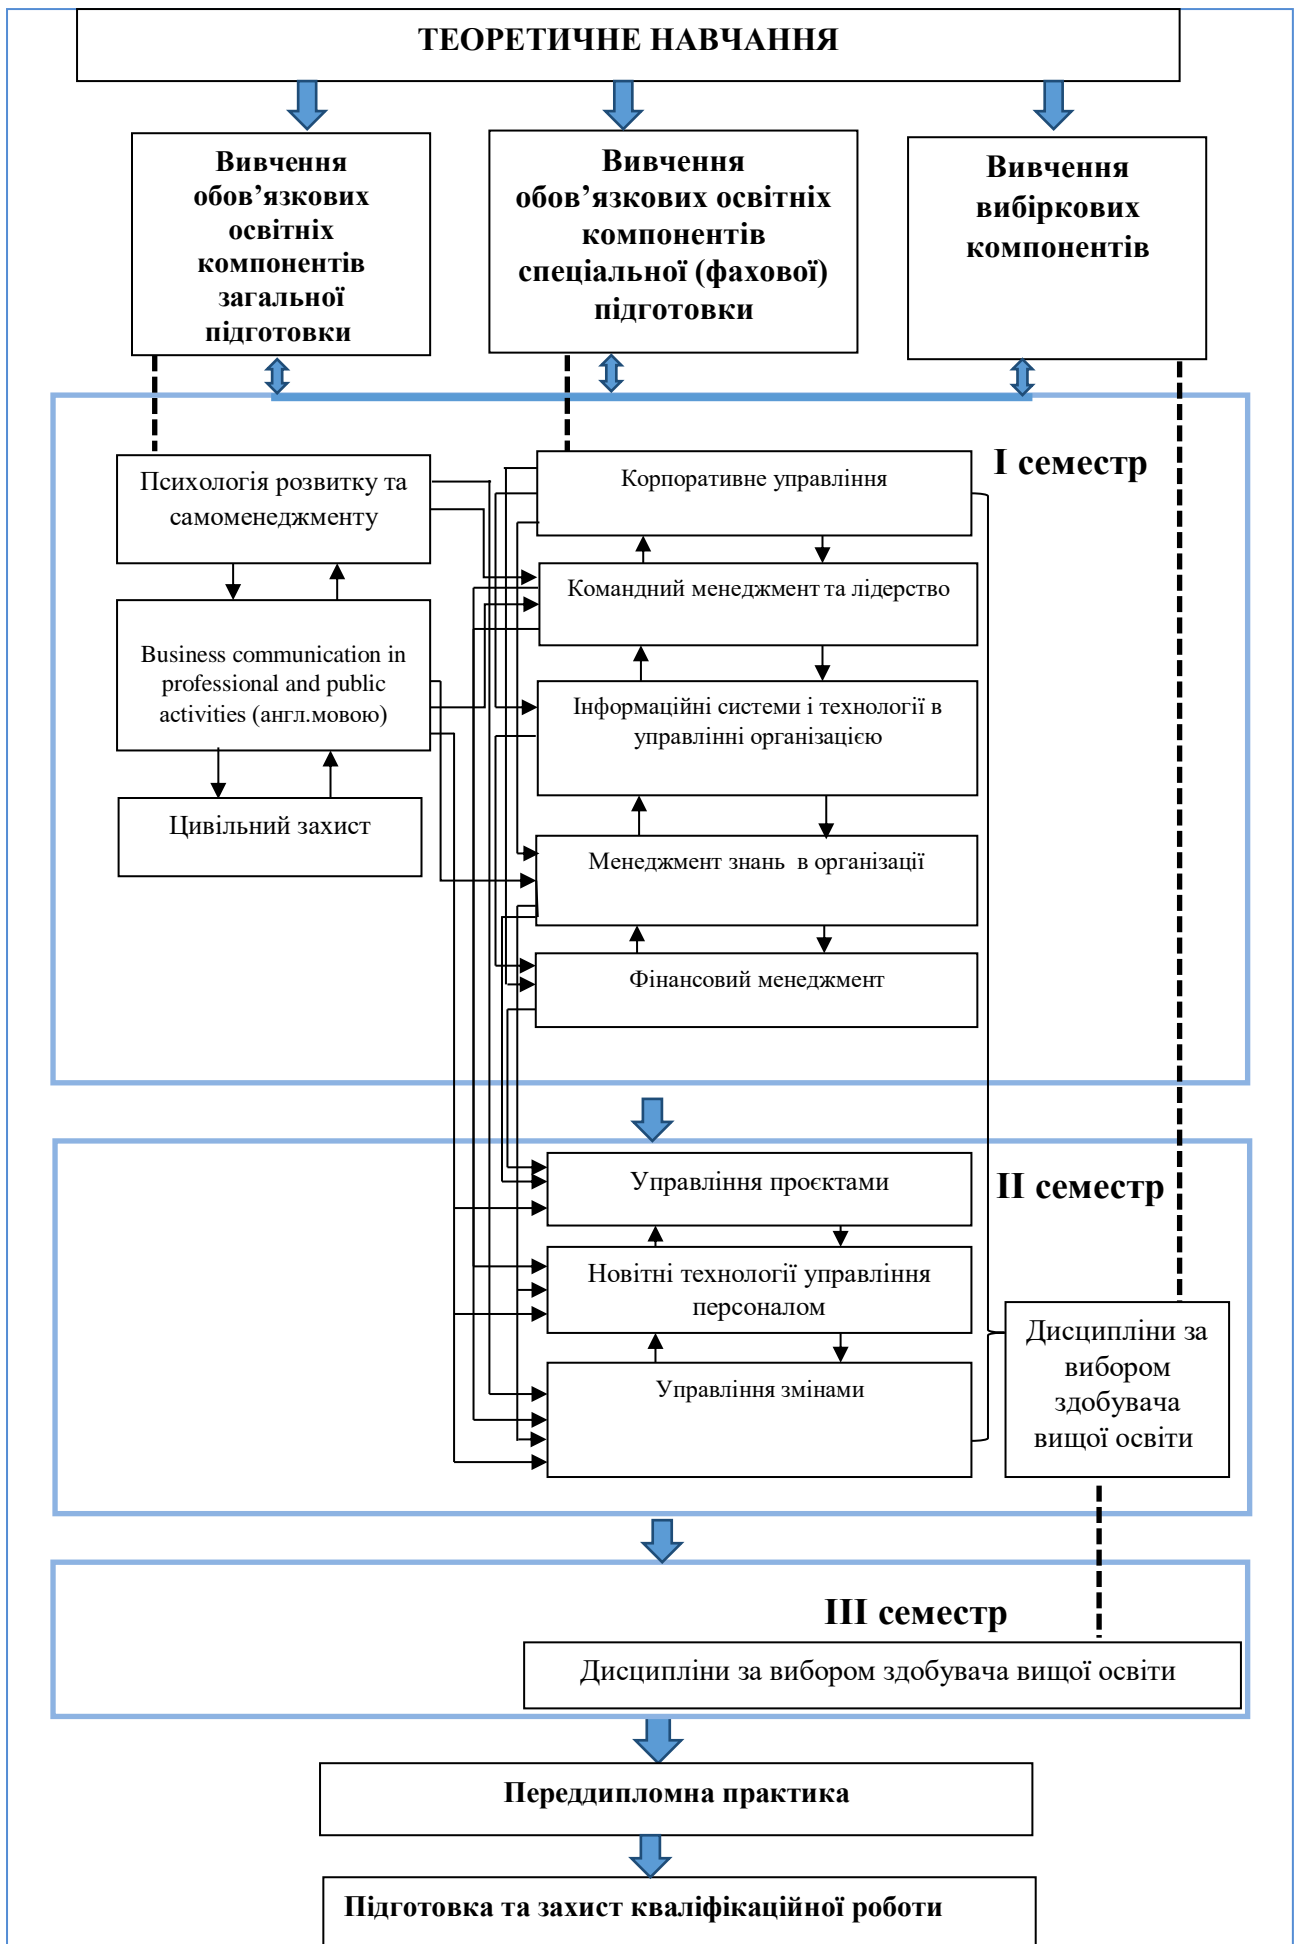 ТЕОРЕТИЧНЕ НАВЧАННЯ
Вивчення
обов’язкових
освітніх
компонентів
загальної
підготовки
Вивчення
обов’язкових освітніх
компонентів
спеціальної (фахової)
підготовки
Вивчення
вибіркових
компонентів
І семестр
Психологія розвитку та
самоменеджменту
Business communication in
professional and public
activities (англ.мовою)
Цивільний захист
Корпоративне управління
Командний менеджмент та лідерство
Інформаційні системи і технології в
управлінні організацією
Менеджмент знань в організації
Фінансовий менеджмент
ІІ семестр
Управління проєктами
Новітні технології управління
персоналом
Управління змінами
Дисципліни за
вибором
здобувача
вищої освіти
ІІІ семестр
Дисципліни за вибором здобувача вищої освіти
Переддипломна практика
Підготовка та захист кваліфікаційної роботи